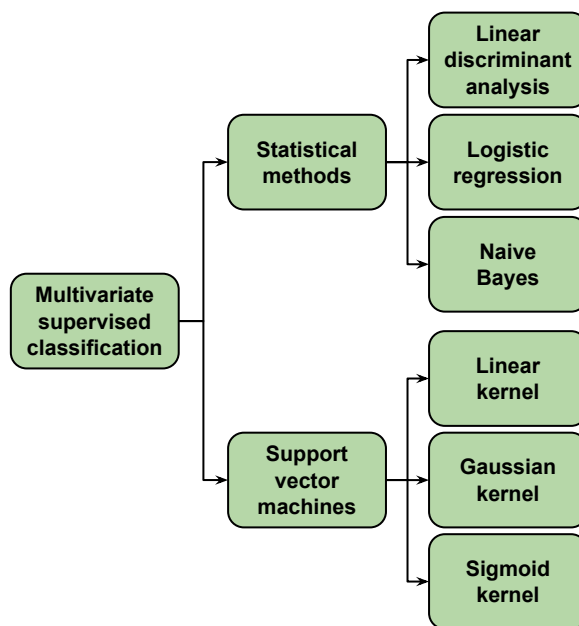 Linear
discriminant
analysis
Statistical
methods
Logistic
regression
Naive
Bayes
Multivariate
supervised
classification
Linear
kernel
Support
vector
machines
Gaussian
kernel
Sigmoid
kernel